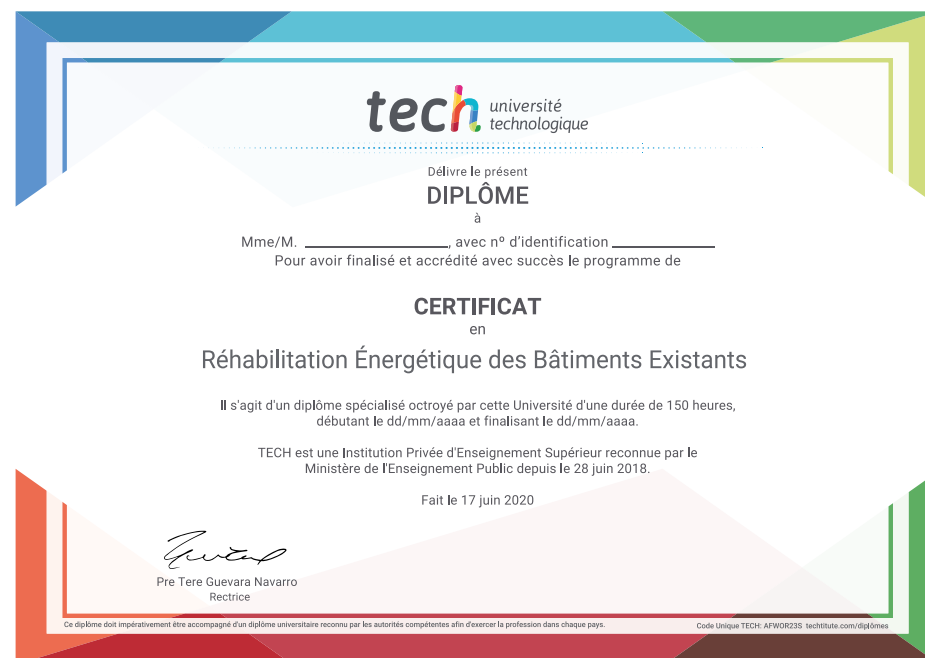 tech université
technologique
Délivre le présent
DIPLÔME
à
Mme/M. ____________________, avec nº d'identification ______________
Pour avoir finalisé et accrédité avec succès le programme de
CERTIFICAT
en
Réhabilitation Énergétique des Bâtiments Existants
Il s'agit d'un diplôme spécialisé octroyé par cette Université d'une durée de 150 heures,
débutant le dd/mm/aaaa et finalisant le dd/mm/aaaa.
TECH est une Institution Privée d'Enseignement Supérieur reconnue par le
Ministère de l'Enseignement Public depuis le 28 juin 2018.
Fait le 17 juin 2020
Pre Tere Guevara Navarro
Rectrice
Ce diplôme doit impérativement être accompagné d'un diplôme universitaire reconnu par les autorités compétentes afin d'exercer la profession dans chaque pays.
Code Unique TECH: AFWOR23S techtitute.com/diplômes